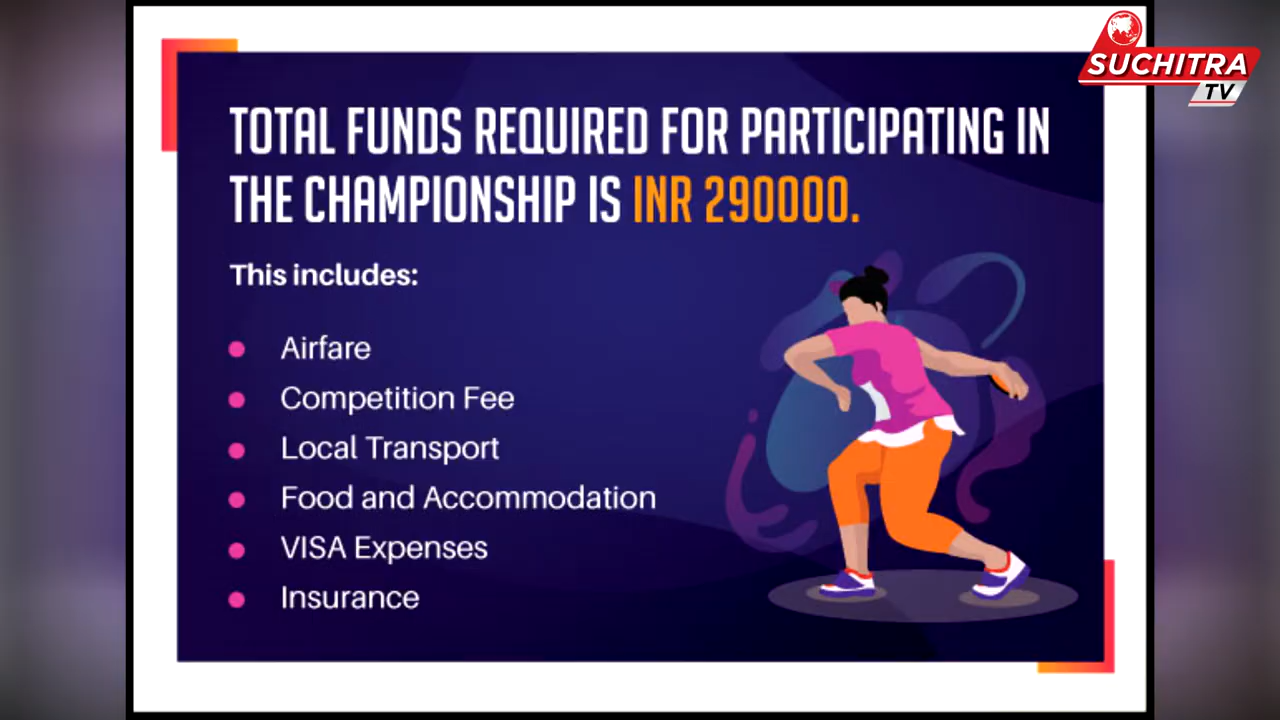 SUCHITRA
TV
TOTAL FUNDS REQUIRED FOR PARTICIPATING IN
THE CHAMPIONSHIP IS INR 290000.
This includes:
Airfare
Competition Fee
Local Transport
Food and Accommodation
VISA Expenses
Insurance